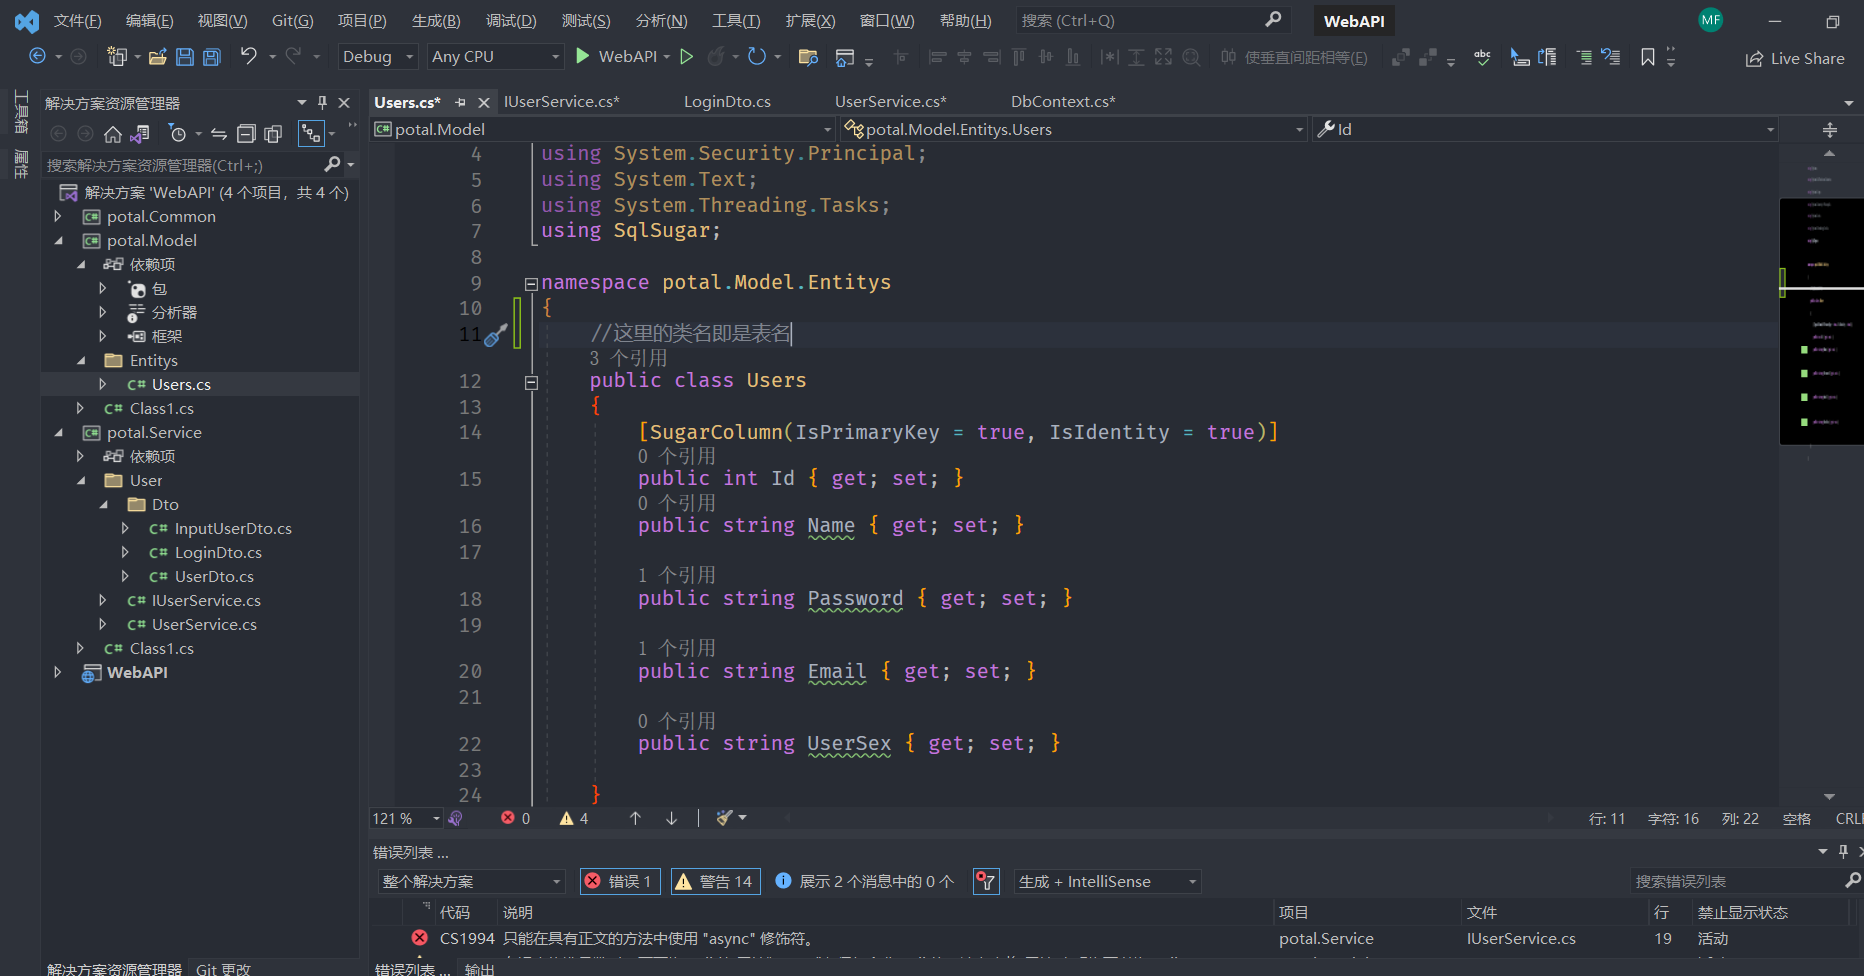 文件(F) 编辑(E) 视图(V) Git(G) 项目(P) 生成(B) 调试(D) 测试(S) 分析(N) 工具(T) 扩展(X) 窗口(W) 帮助(H) 搜索 (Ctrl+Q) WebAPI MF
Debug Any CPU WebAPI 使垂直间距相等(E) abc Live Share
工具箱
属性
解决方案资源管理器
搜索解决方案资源管理器(Ctrl+;)
解决方案 'WebAPI' (4 个项目，共 4 个)
potal.Common
potal.Model
依赖项
包
分析器
框架
Entitys
C# Users.cs
C# Class1.cs
potal.Service
依赖项
User
Dto
C# InputUserDto.cs
C# LoginDto.cs
C# UserDto.cs
C# IUserService.cs
C# UserService.cs
C# Class1.cs
WebAPI
解决方案资源管理器 Git 更改
Users.cs* IUserService.cs* LoginDto.cs UserService.cs* DbContext.cs*
potal.Model potal.Model.Entitys.Users Id
4 using System.Security.Principal;
5 using System.Text;
6 using System.Threading.Tasks;
7 using SqlSugar;
8
9 namespace potal.Model.Entitys
10 {
11 //这里的类名即是表名
3 个引用
12 public class Users
13 {
14 [SugarColumn(IsPrimaryKey = true, IsIdentity = true)]
0 个引用
15 public int Id { get; set; }
0 个引用
16 public string Name { get; set; }
17
1 个引用
18 public string Password { get; set; }
19
1 个引用
20 public string Email { get; set; }
21
0 个引用
22 public string UserSex { get; set; }
23
24 }
121 % 0 4 行: 11 字符: 16 列: 22 空格 CRLF
错误列表 ...
整个解决方案 错误 1 警告 14 展示 2 个消息中的 0 个 生成 + IntelliSense 搜索错误列表
代码 说明 项目 文件 行 禁止显示状态
CS1994 只能在具有正文的方法中使用 "async" 修饰符。 potal.Service IUserService.cs 19 活动
错误列表 ... 输出